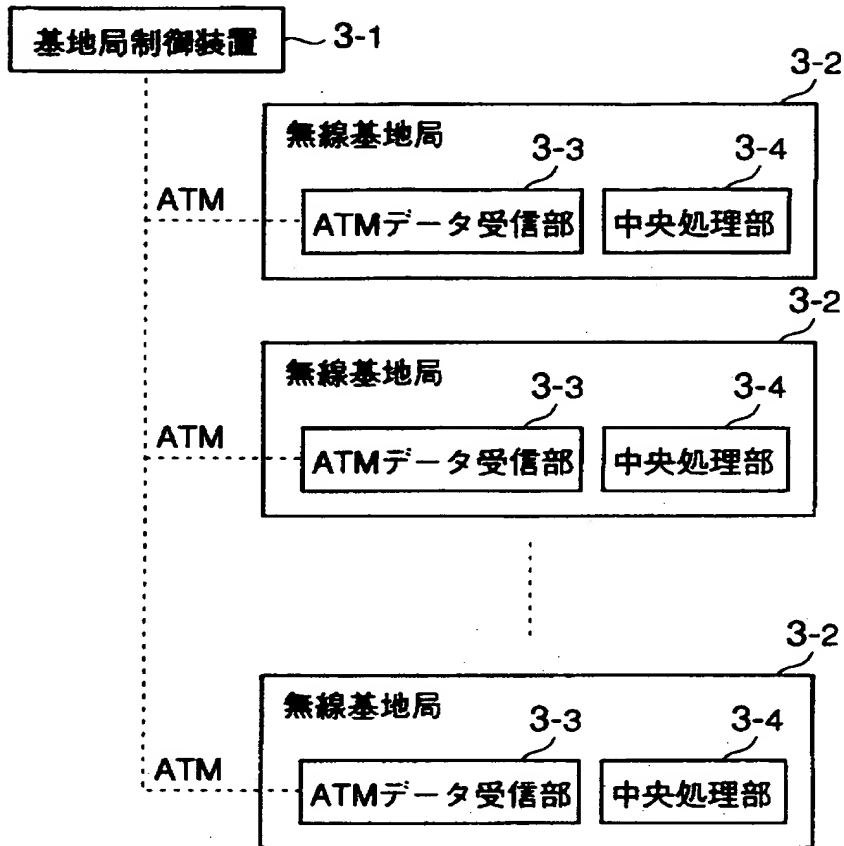 基地局制御装置 3-1
3-2
無線基地局
3-3 3-4
ATM
ATMデータ受信部 中央処理部
3-2
無線基地局
3-3 3-4
ATM
ATMデータ受信部 中央処理部
3-2
無線基地局
3-3 3-4
ATM
ATMデータ受信部 中央処理部